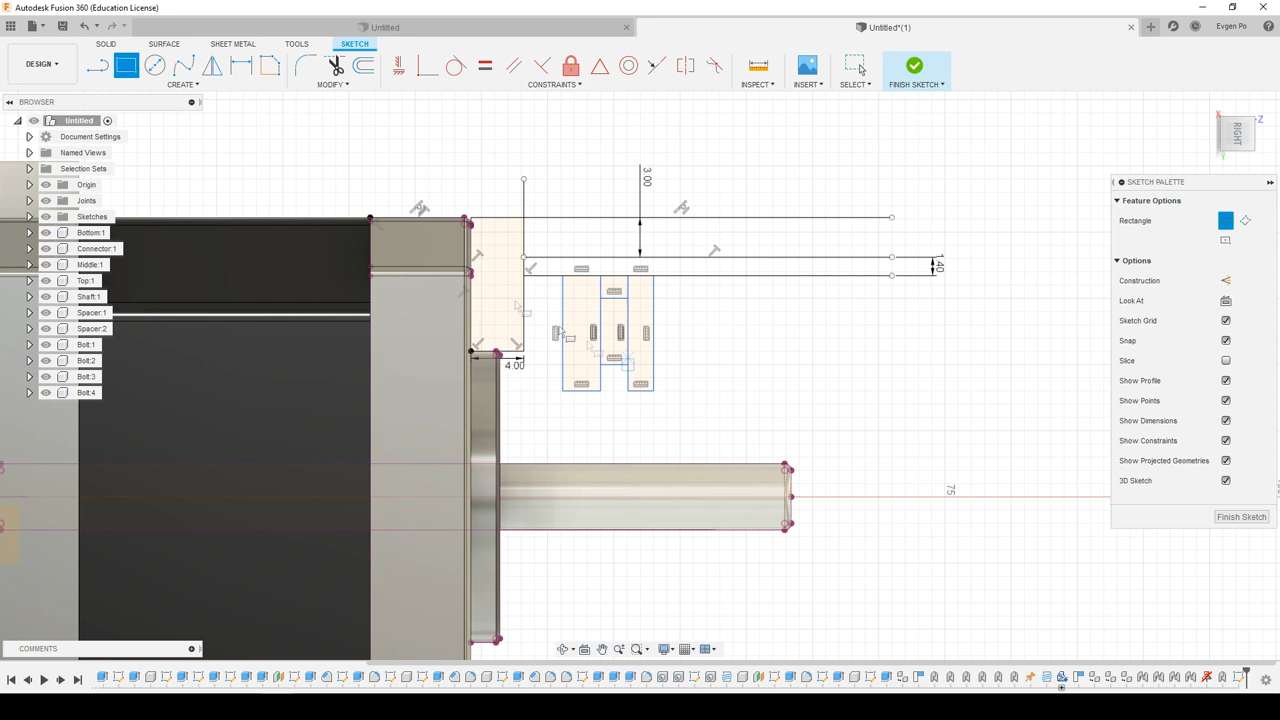 Autodesk Fusion 360 (Education License)
Untitled
Untitled*(1)
Evgen Po
DESIGN
SOLID
SURFACE
SHEET METAL
TOOLS
SKETCH
CREATE
MODIFY
CONSTRAINTS
INSPECT
INSERT
SELECT
FINISH SKETCH
BROWSER
Untitled
Document Settings
Named Views
Selection Sets
Origin
Joints
Sketches
Bottom:1
Connector:1
Middle:1
Top:1
Shaft:1
Spacer:1
Spacer:2
Bolt:1
Bolt:2
Bolt:3
Bolt:4
3.00
1.40
4.00
75
X
Z
Y
RIGHT
SKETCH PALETTE
Feature Options
Rectangle
Options
Construction
Look At
Sketch Grid
Snap
Slice
Show Profile
Show Points
Show Dimensions
Show Constraints
Show Projected Geometries
3D Sketch
Finish Sketch
COMMENTS